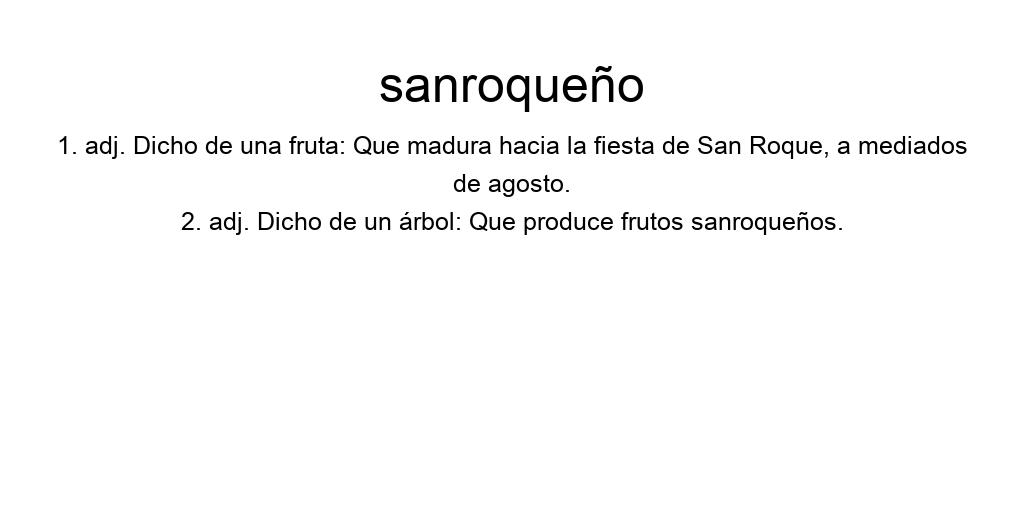 sanroqueño
1. adj. Dicho de una fruta: Que madura hacia la fiesta de San Roque, a mediados
de agosto.
2. adj. Dicho de un árbol: Que produce frutos sanroqueños.